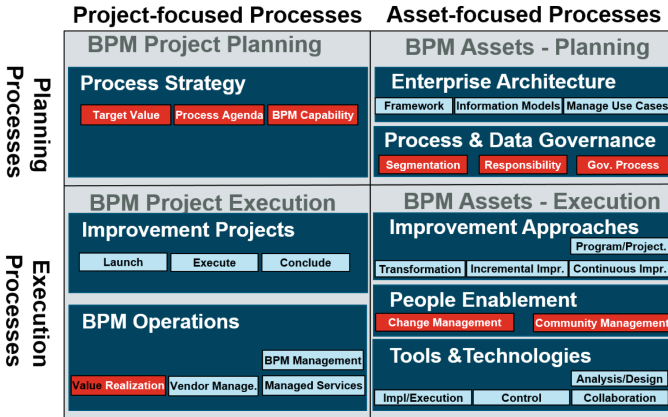 Project-focused Processes
Asset-focused Processes
Planning
Processes
BPM Project Planning
Process Strategy
Target Value
Process Agenda
BPM Capability
BPM Assets - Planning
Enterprise Architecture
Framework
Information Models
Manage Use Cases
Process & Data Governance
Segmentation
Responsibility
Gov. Process
Execution
Processes
BPM Project Execution
Improvement Projects
Launch
Execute
Conclude
BPM Operations
BPM Management
Value Realization
Vendor Manage.
Managed Services
BPM Assets - Execution
Improvement Approaches
Program/Project.
Transformation
Incremental Impr.
Continuous Impr.
People Enablement
Change Management
Community Management
Tools &Technologies
Analysis/Design
Impl/Execution
Control
Collaboration